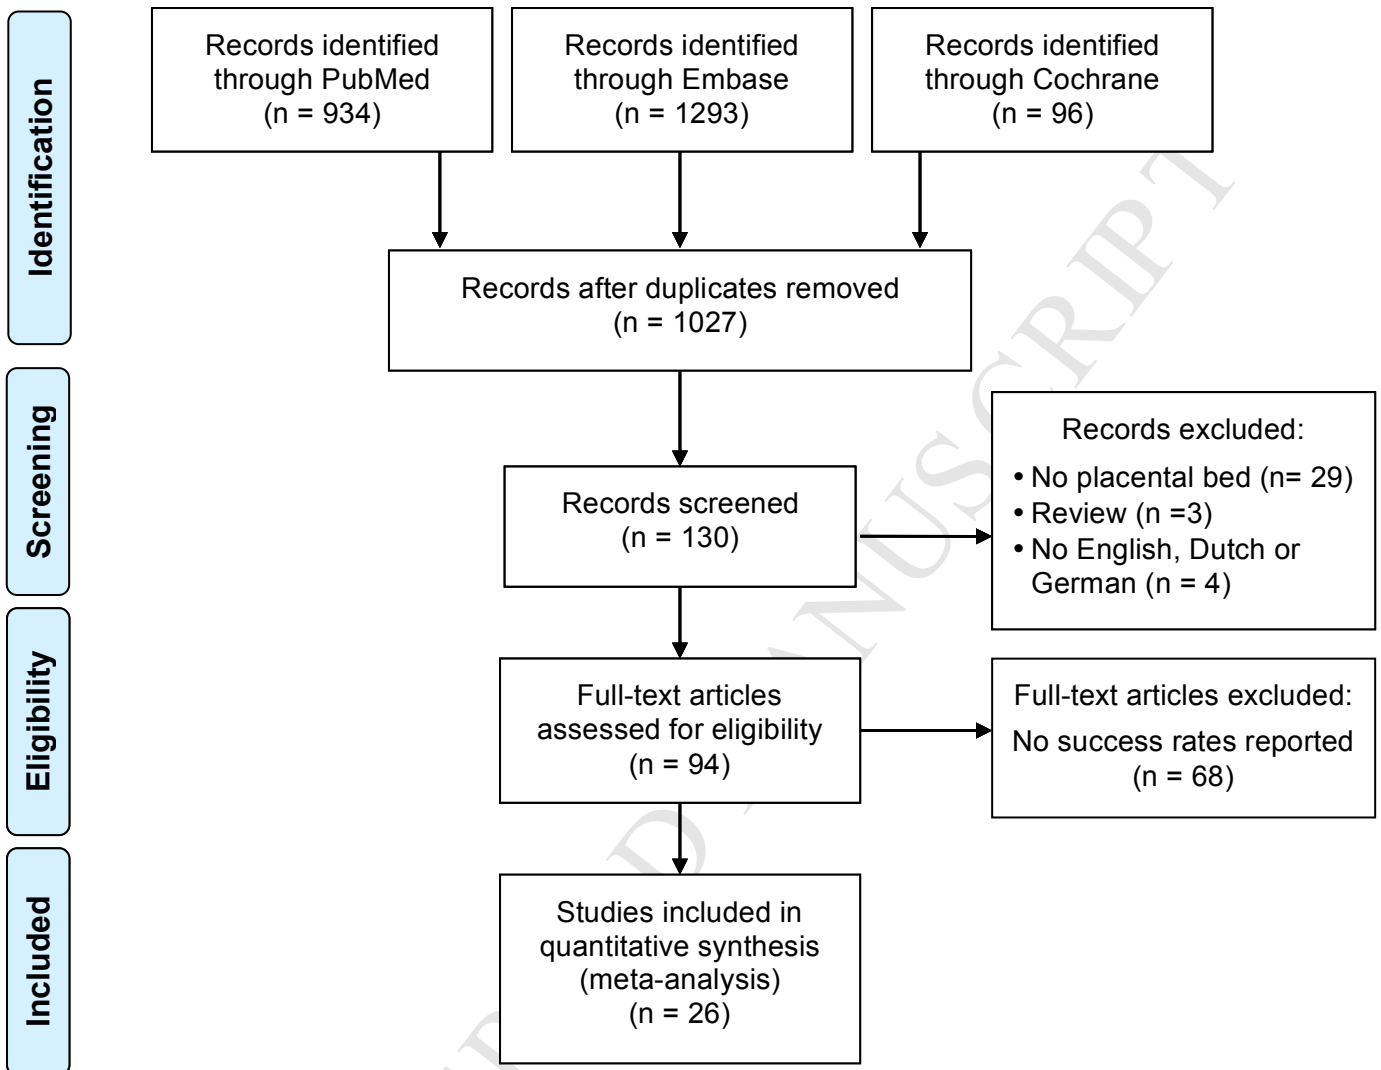 Identification
Records identified
through PubMed
(n = 934)
Records identified
through Embase
(n = 1293)
Records identified
through Cochrane
(n = 96)
Records after duplicates removed
(n = 1027)
Screening
Records screened
(n = 130)
Records excluded:
• No placental bed (n= 29)
• Review (n =3)
• No English, Dutch or
German (n = 4)
Eligibility
Full-text articles
assessed for eligibility
(n = 94)
Full-text articles excluded:
No success rates reported
(n = 68)
Included
Studies included in
quantitative synthesis
(meta-analysis)
(n = 26)